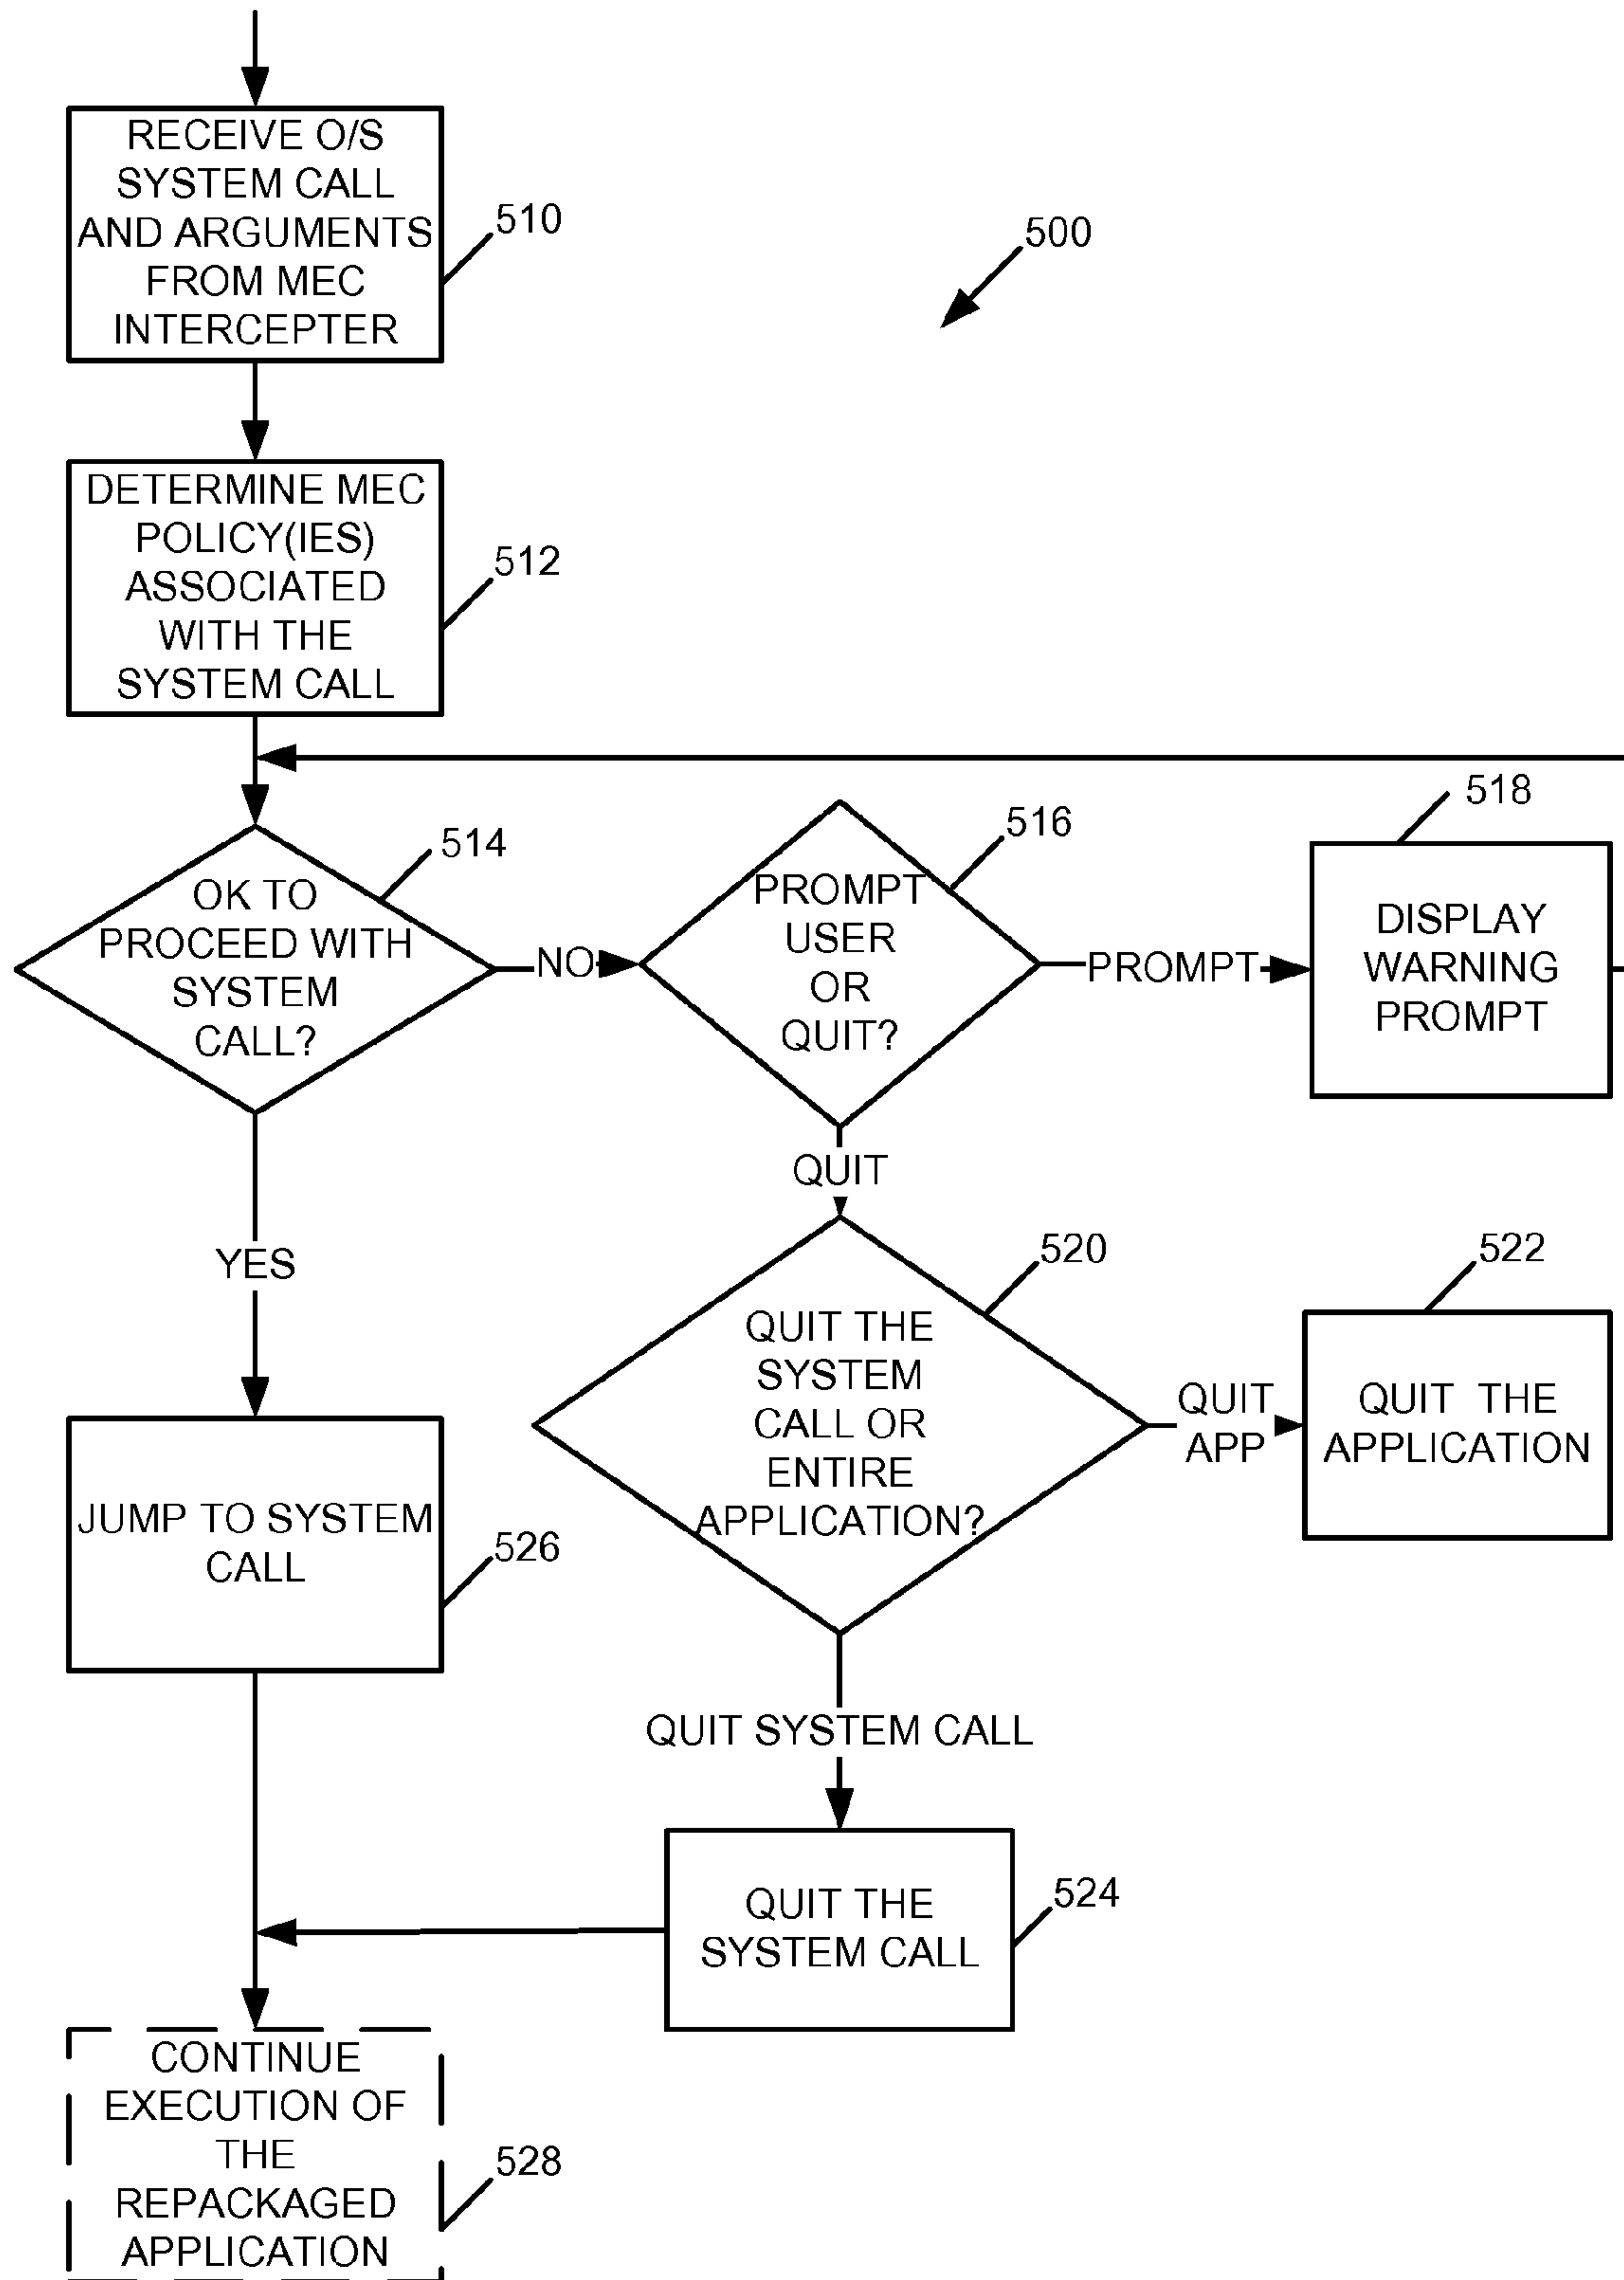 RECEIVE O/S
SYSTEM CALL
AND ARGUMENTS
FROM MEC
INTERCEPTER
510
500
DETERMINE MEC
POLICY(IES)
ASSOCIATED
WITH THE
SYSTEM CALL
512
OK TO
PROCEED WITH
SYSTEM
CALL?
514
NO
PROMPT
USER
OR
QUIT?
516
PROMPT
DISPLAY
WARNING
PROMPT
518
QUIT
YES
QUIT THE
SYSTEM
CALL OR
ENTIRE
APPLICATION?
520
QUIT
APP
QUIT THE
APPLICATION
522
JUMP TO SYSTEM
CALL
526
QUIT SYSTEM CALL
QUIT THE
SYSTEM CALL
524
CONTINUE
EXECUTION OF
THE
REPACKAGED
APPLICATION
528